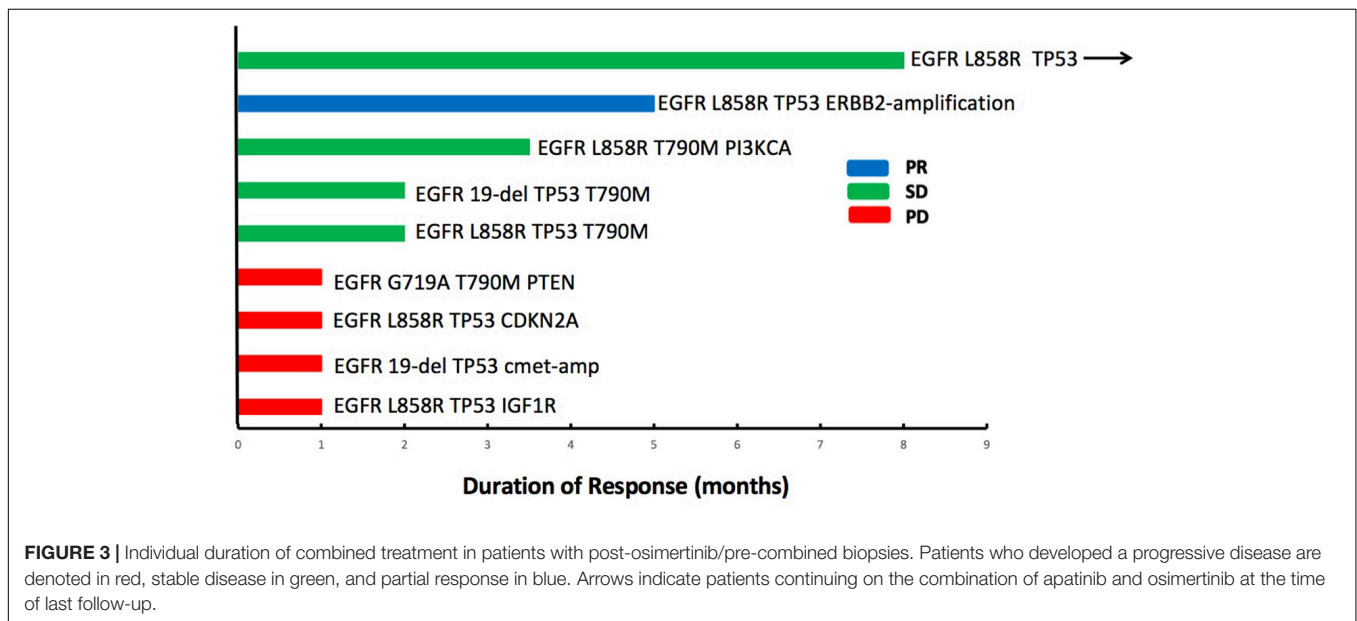 EGFR L858R  TP53
EGFR L858R TP53 ERBB2-amplification
EGFR L858R T790M PI3KCA
PR
SD
PD
EGFR 19-del TP53 T790M
EGFR L858R TP53 T790M
EGFR G719A T790M PTEN
EGFR L858R TP53 CDKN2A
EGFR 19-del TP53 cmet-amp
EGFR L858R TP53 IGF1R
0 1 2 3 4 5 6 7 8 9
Duration of Response (months)
FIGURE 3 | Individual duration of combined treatment in patients with post-osimertinib/pre-combined biopsies. Patients who developed a progressive disease are
denoted in red, stable disease in green, and partial response in blue. Arrows indicate patients continuing on the combination of apatinib and osimertinib at the time
of last follow-up.